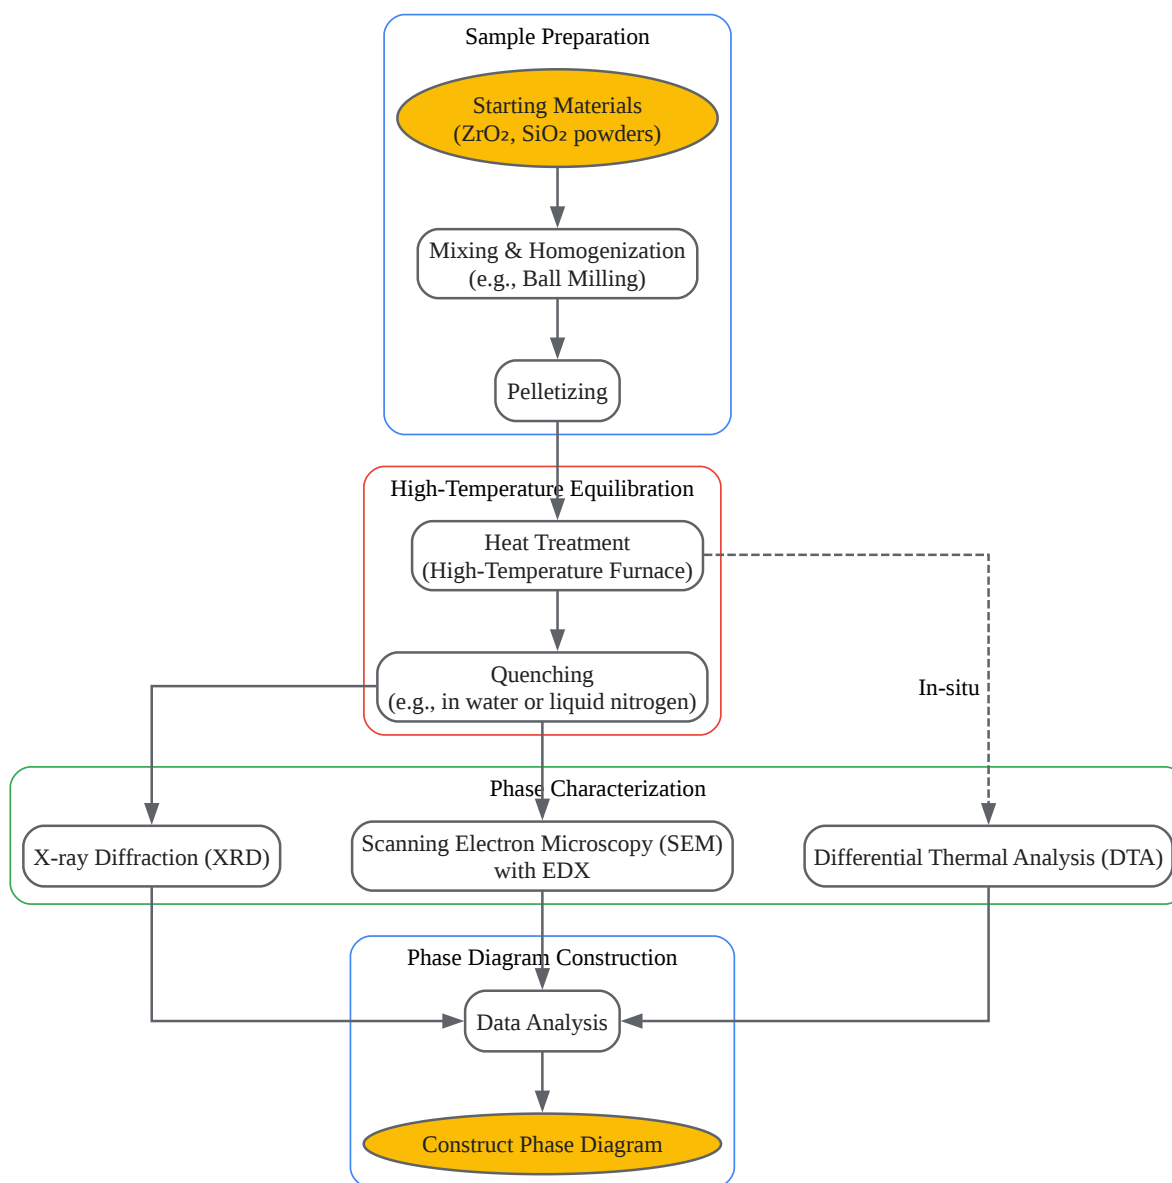 Sample Preparation
Starting Materials
(ZrO₂, SiO₂ powders)
Mixing & Homogenization
(e.g., Ball Milling)
Pelletizing
High-Temperature Equilibration
Heat Treatment
(High-Temperature Furnace)
Quenching
(e.g., in water or liquid nitrogen)
In-situ
Phase Characterization
X-ray Diffraction (XRD)
Scanning Electron Microscopy (SEM)
with EDX
Differential Thermal Analysis (DTA)
Phase Diagram Construction
Data Analysis
Construct Phase Diagram